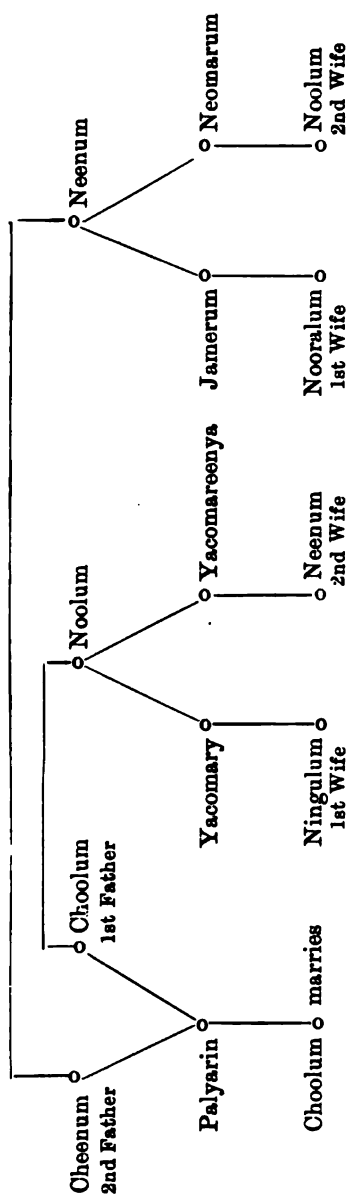 Cheenum
2nd Father
Choolum
1st Father
Noolum
Neenum
Palyarin
Yacomary
Yacomareenya
Jamerum
Neomarum
Choolum marries
Ningulum
1st Wife
Neenum
2nd Wife
Nooralum
1st Wife
Noolum
2nd Wife